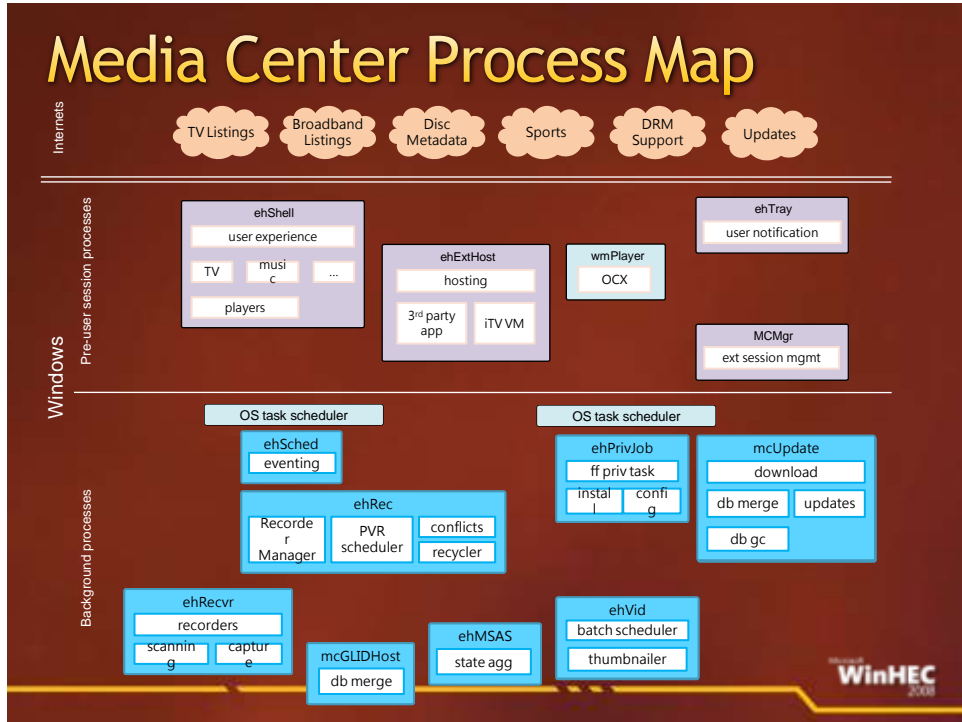 Media Center Process Map
Internets
TV Listings
Broadband
Listings
Disc
Metadata
Sports
DRM
Support
Updates
Windows
Pre-user session processes
ehShell
user experience
TV
musi
c
...
players
ehExtHost
hosting
3rd party
app
iTV VM
wmPlayer
OCX
ehTray
user notification
MCMgr
ext session mgmt
Background processes
OS task scheduler
OS task scheduler
ehSched
eventing
ehRec
Recorde
r
Manager
PVR
scheduler
conflicts
recycler
ehPrivJob
ff priv task
instal
l
confi
g
mcUpdate
download
db merge
updates
db gc
ehRecvr
recorders
scannin
g
captur
e
mcGLIDHost
db merge
ehMSAS
state agg
ehVid
batch scheduler
thumbnailer
Microsoft
WinHEC
2008